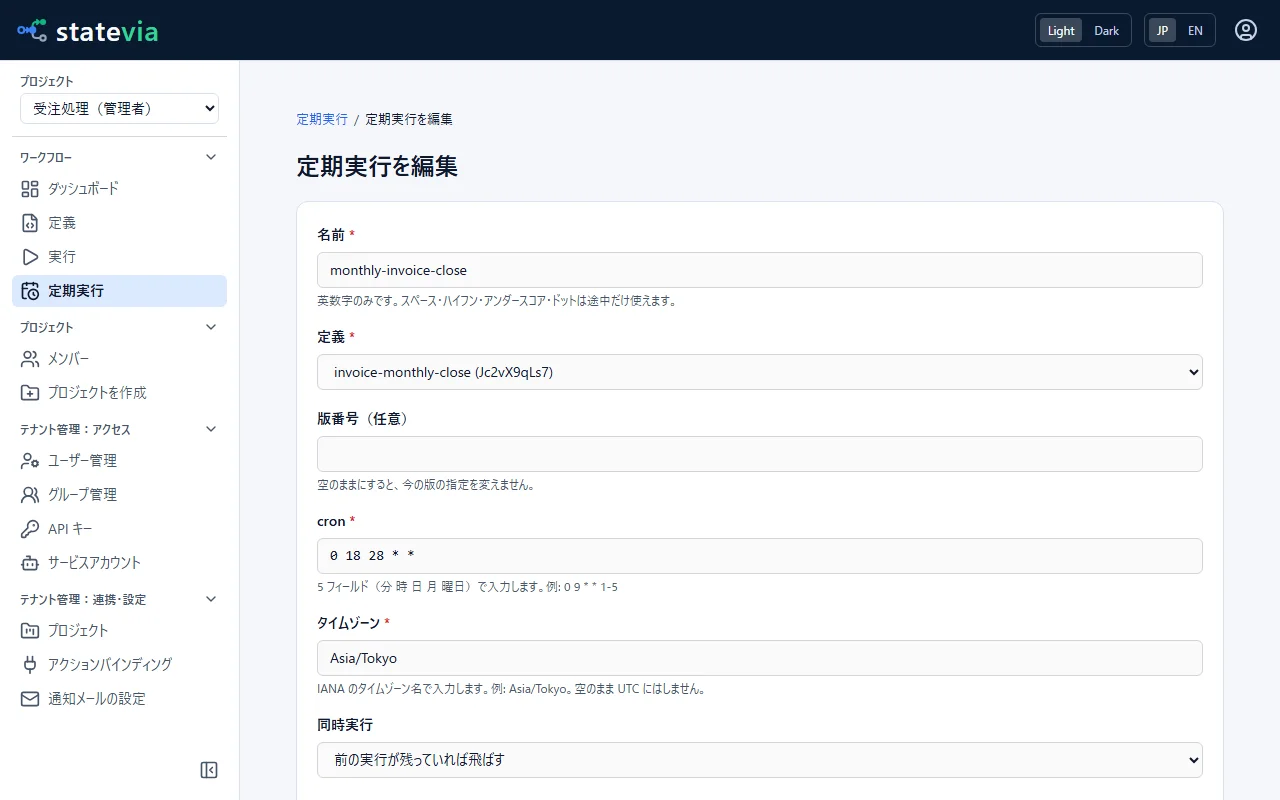 statevia
Light Dark
JP EN
プロジェクト
受注処理（管理者）
ワークフロー
ダッシュボード
定義
実行
定期実行
プロジェクト
メンバー
プロジェクトを作成
テナント管理：アクセス
ユーザー管理
グループ管理
API キー
サービスアカウント
テナント管理：連携・設定
プロジェクト
アクションバインディング
通知メールの設定
定期実行 / 定期実行を編集
定期実行を編集
名前 *
monthly-invoice-close
英数字のみです。スペース・ハイフン・アンダースコア・ドットは途中だけ使えます。
定義 *
invoice-monthly-close (Jc2vX9qLs7)
版番号（任意）
空のままにすると、今の版の指定を変えません。
cron *
0 18 28 * *
5 フィールド（分 時 日 月 曜日）で入力します。例: 0 9 * * 1-5
タイムゾーン *
Asia/Tokyo
IANA のタイムゾーン名で入力します。例: Asia/Tokyo。空のまま UTC にはしません。
同時実行
前の実行が残っていれば飛ばす